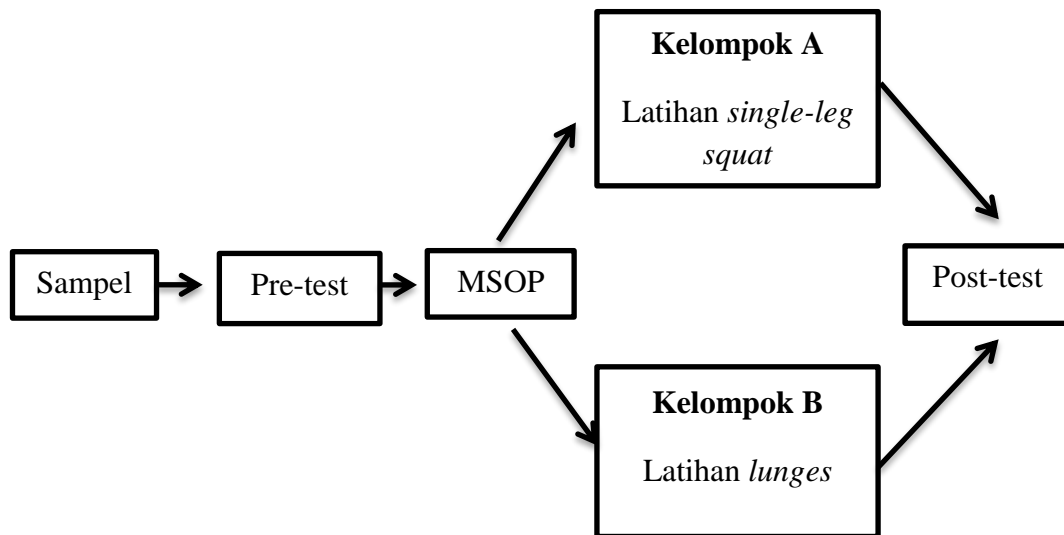 Sampel
Pre-test
MSOP
Kelompok A
Latihan single-leg
squat
Kelompok B
Latihan lunges
Post-test